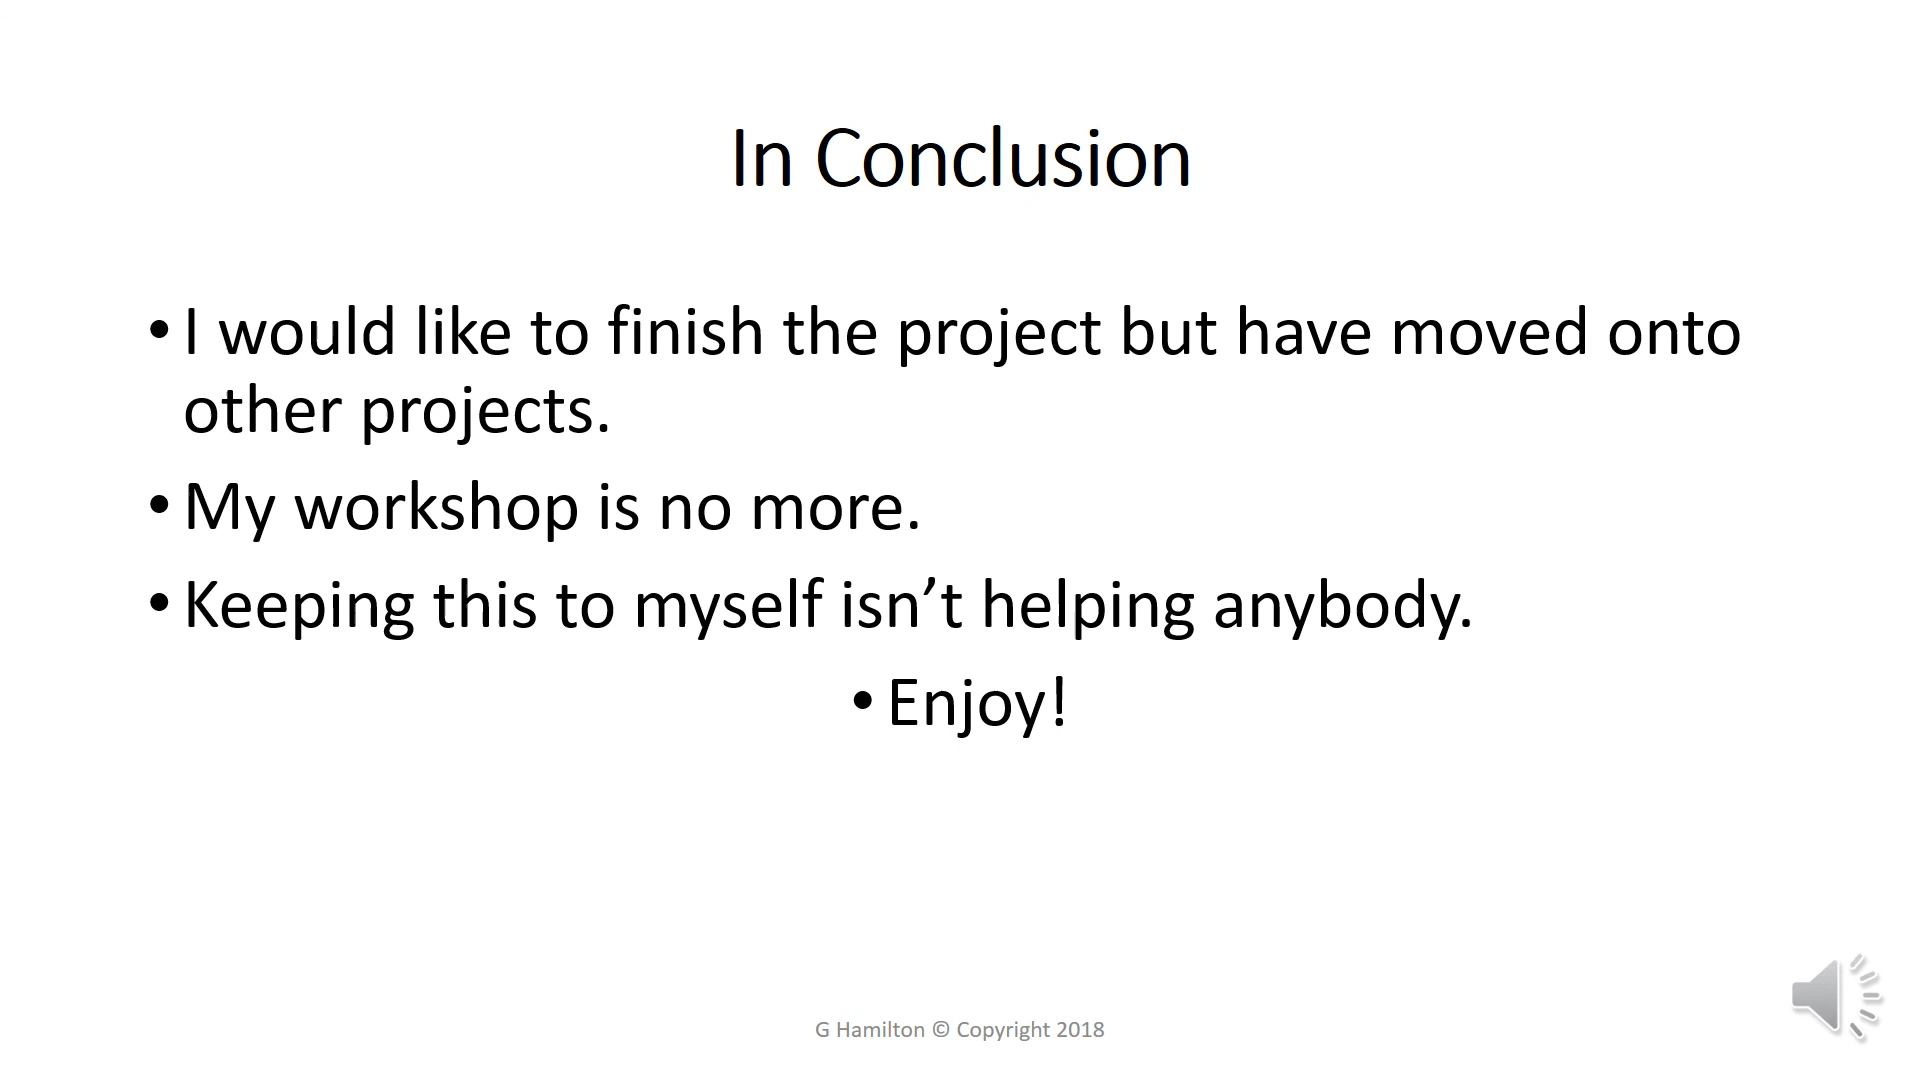 In Conclusion
• I would like to finish the project but have moved onto
other projects.
• My workshop is no more.
• Keeping this to myself isn’t helping anybody.
• Enjoy!
G Hamilton © Copyright 2018